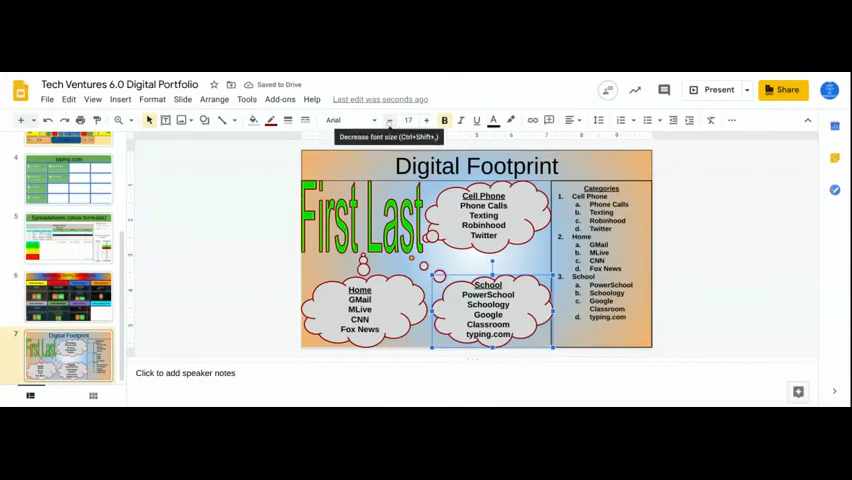 Tech Ventures 6.0 Digital Portfolio
Saved to Drive
File Edit View Insert Format Slide Arrange Tools Add-ons Help Last edit was seconds ago
Present
Share
Arial
17
B I U A
Decrease font size (Ctrl+Shift+,)
4
typing.com
5
Spreadsheets (show formulas)
6
7
Digital Footprint
First Last
Digital Footprint
First Last
Cell Phone
Phone Calls
Texting
Robinhood
Twitter
Home
GMail
MLive
CNN
Fox News
School
PowerSchool
Schoology
Google
Classroom
typing.com
Categories
1. Cell Phone
a. Phone Calls
b. Texting
c. Robinhood
d. Twitter
2. Home
a. GMail
b. MLive
c. CNN
d. Fox News
3. School
a. PowerSchool
b. Schoology
c. Google
Classroom
d. typing.com
Click to add speaker notes